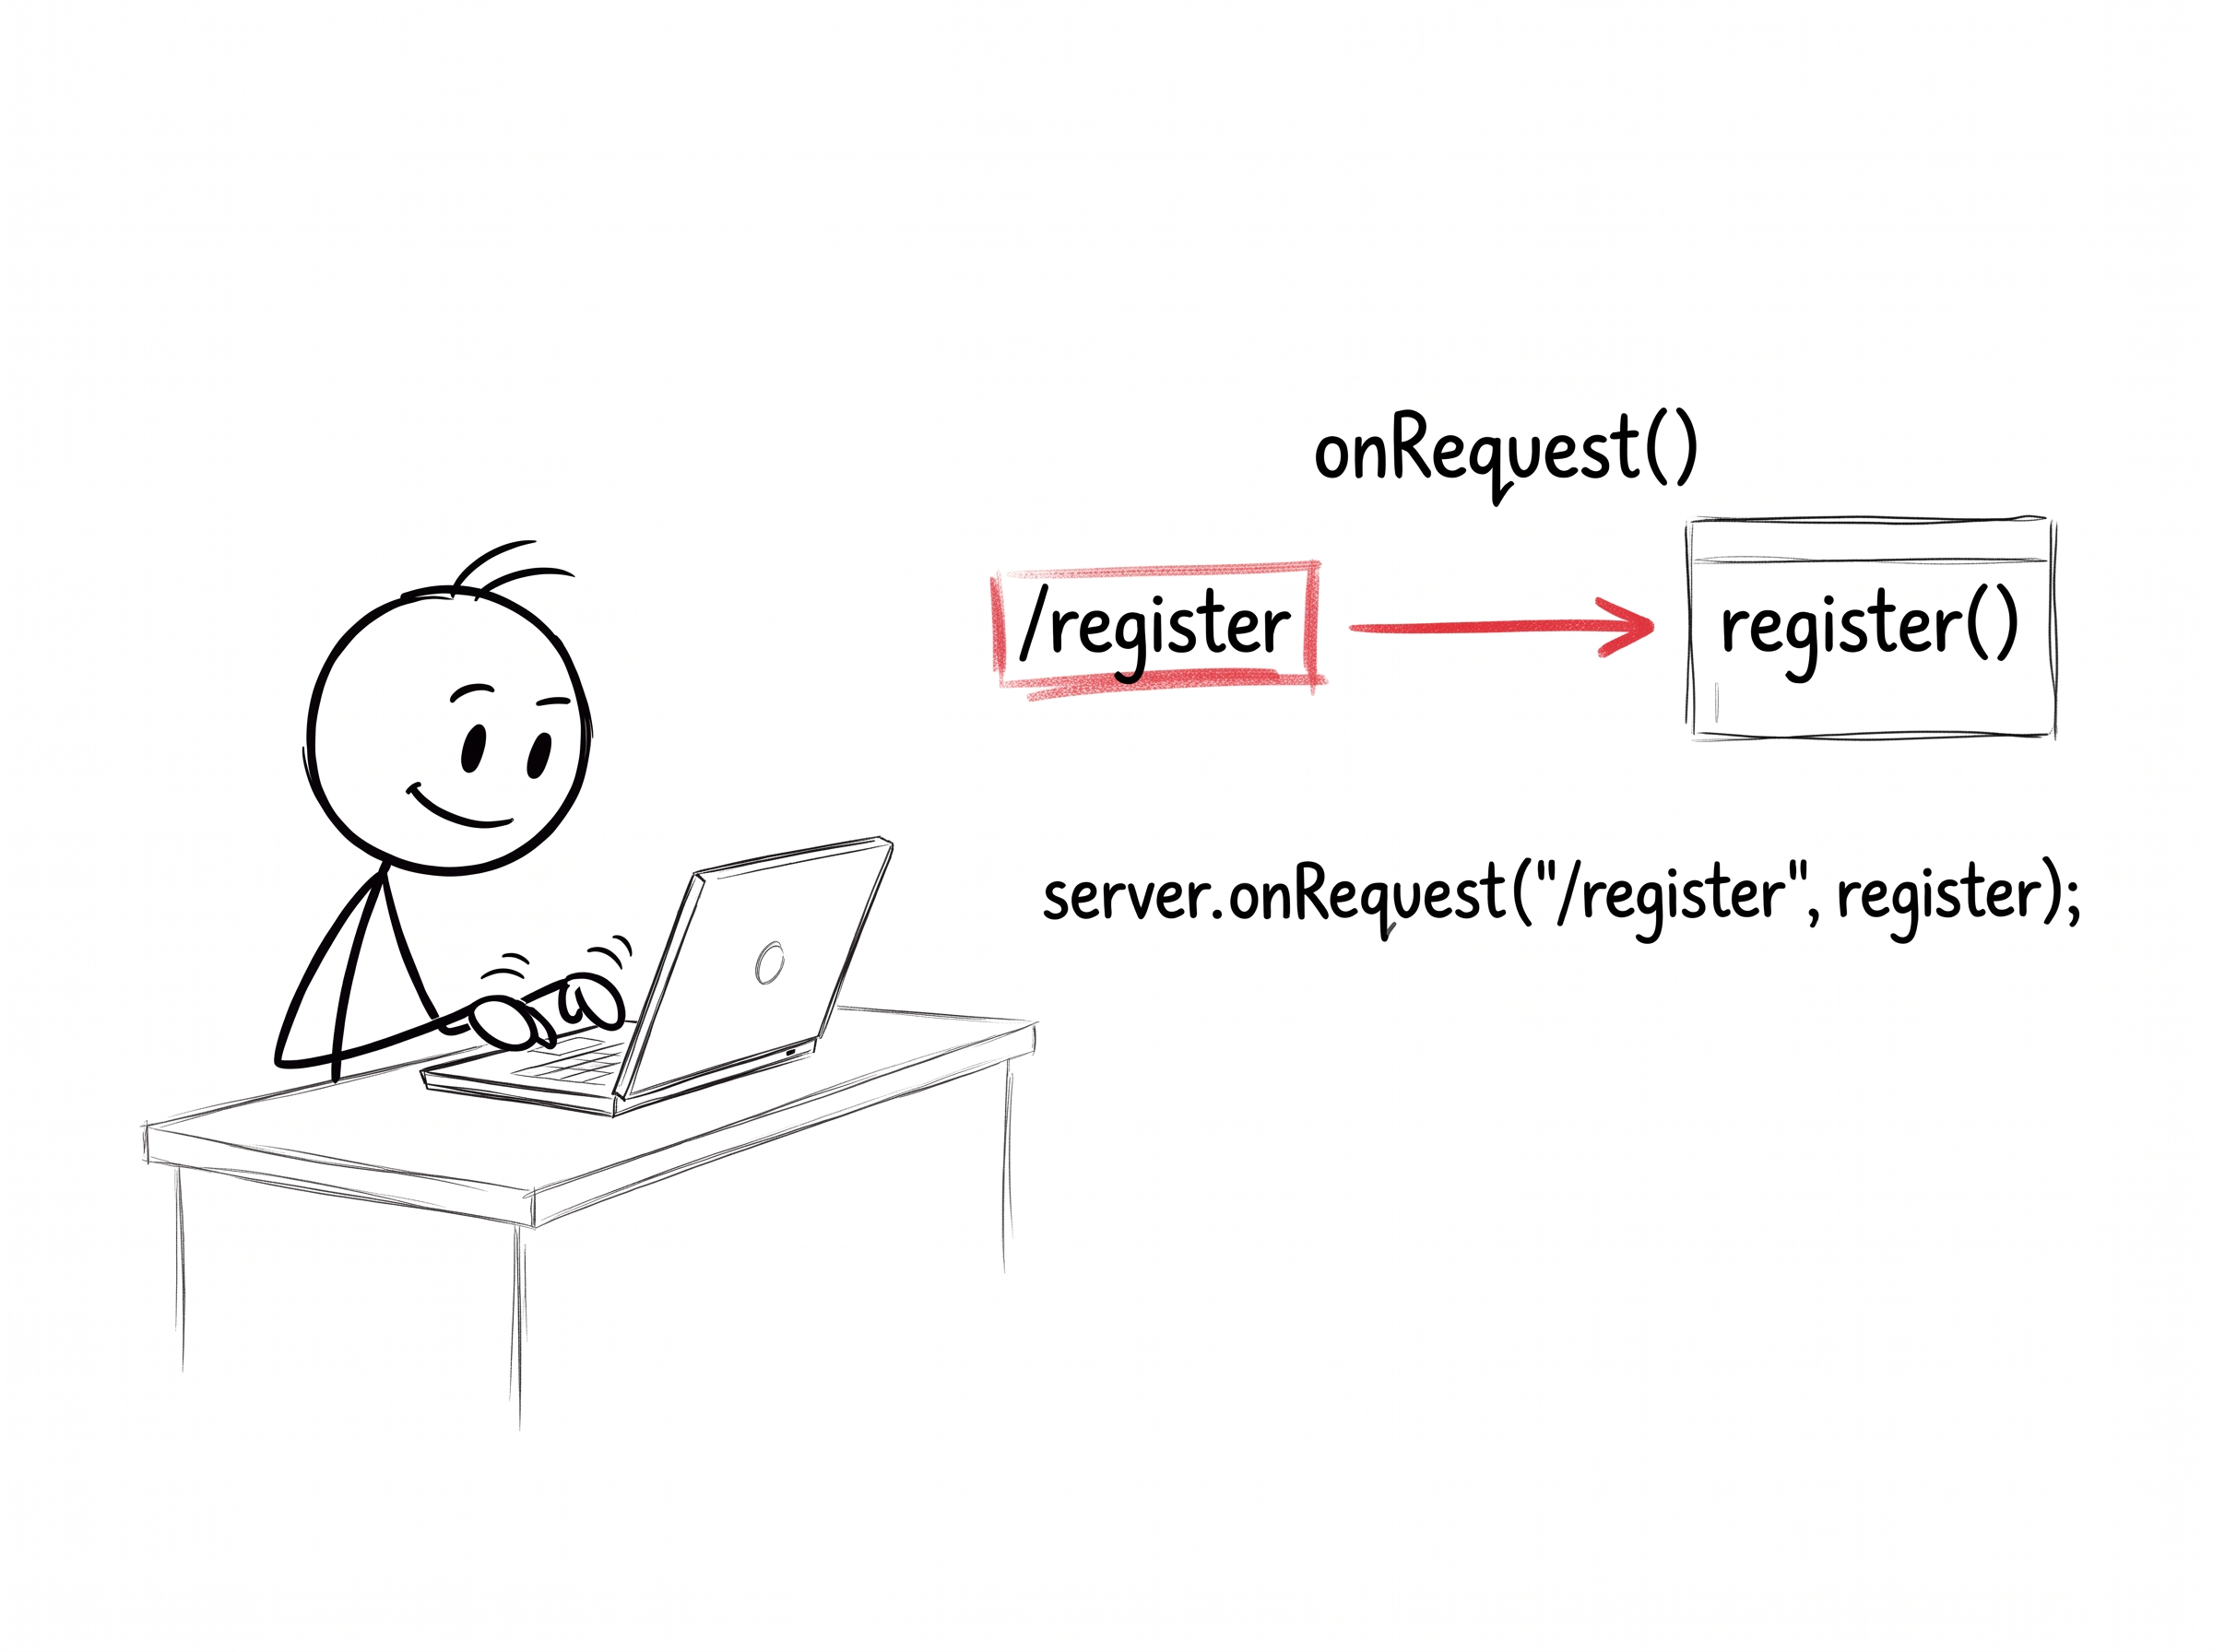 onRequest()
/register
register()
server.onRequest("/register", register);